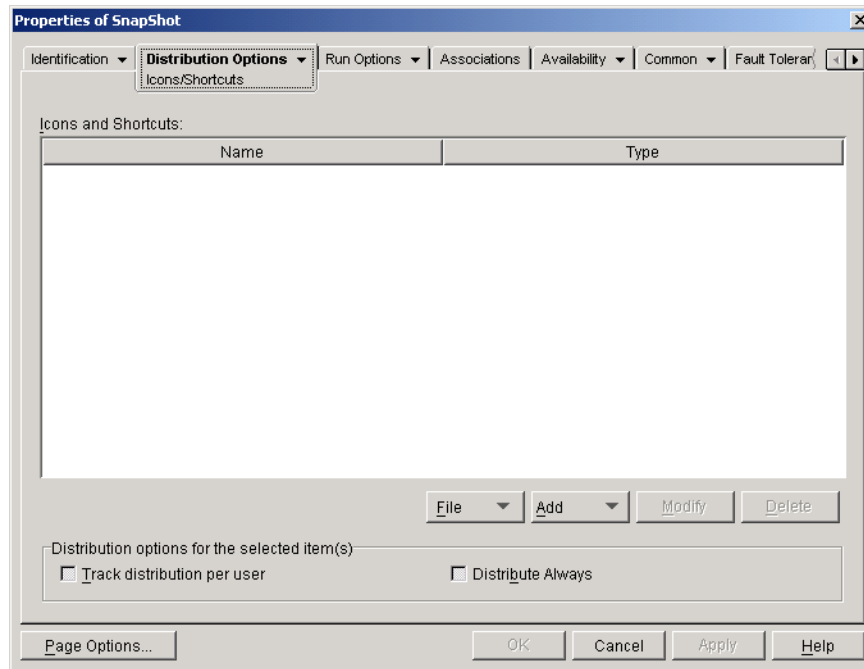 Properties of SnapShot
Identification Distribution Options Run Options Associations Availability Common Fault Toleran
Icons/Shortcuts
Icons and Shortcuts:
Name Type
File Add Modify Delete
Distribution options for the selected item(s)
Track distribution per user Distribute Always
Page Options... OK Cancel Apply Help